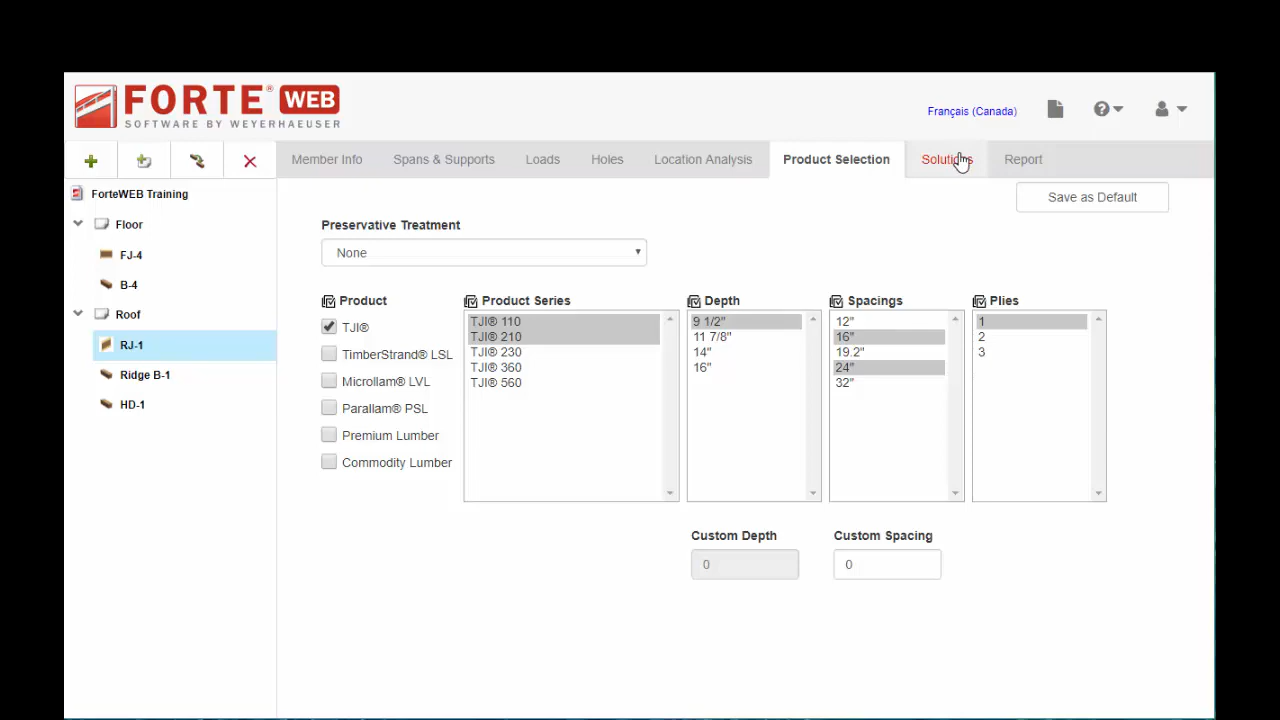 FORTE® WEB
SOFTWARE BY WEYERHAEUSER
Français (Canada)
Member Info Spans & Supports Loads Holes Location Analysis Product Selection Solutions Report
Save as Default
ForteWEB Training
Floor
FJ-4
B-4
Roof
RJ-1
Ridge B-1
HD-1
Preservative Treatment
None
Product
TJI®
TimberStrand® LSL
Microllam® LVL
Parallam® PSL
Premium Lumber
Commodity Lumber
Product Series
TJI® 110
TJI® 210
TJI® 230
TJI® 360
TJI® 560
Depth
9 1/2"
11 7/8"
14"
16"
Spacings
12"
16"
19.2"
24"
32"
Plies
1
2
3
Custom Depth
0
Custom Spacing
0